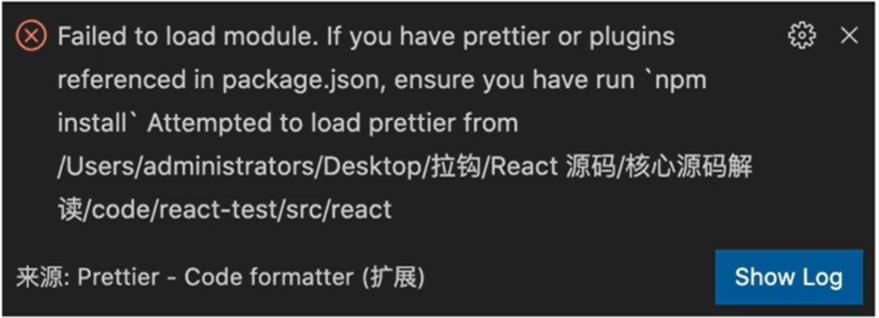 Failed to load module. If you have prettier or plugins
referenced in package.json, ensure you have run `npm
install` Attempted to load prettier from
/Users/administrators/Desktop/拉钩/React 源码/核心源码解
读/code/react-test/src/react
来源: Prettier - Code formatter (扩展)
Show Log